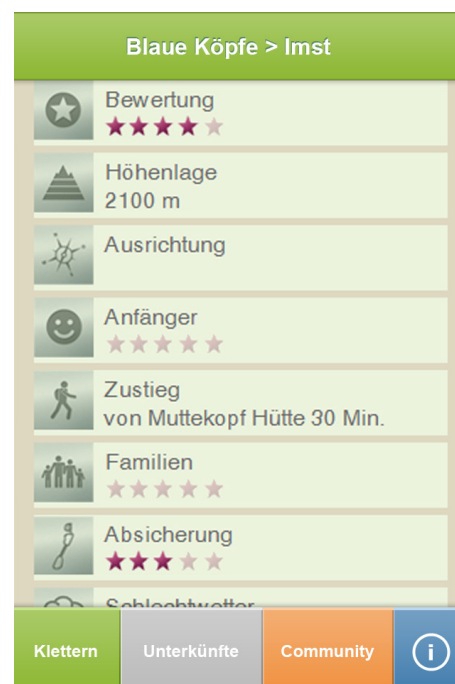 Blaue Köpfe > Imst
Bewertung
Höhenlage
2100 m
Ausrichtung
Anfänger
Zustieg
von Muttekopf Hütte 30 Min.
Familien
Absicherung
Schlechtwetter
Klettern
Unterkünfte
Community